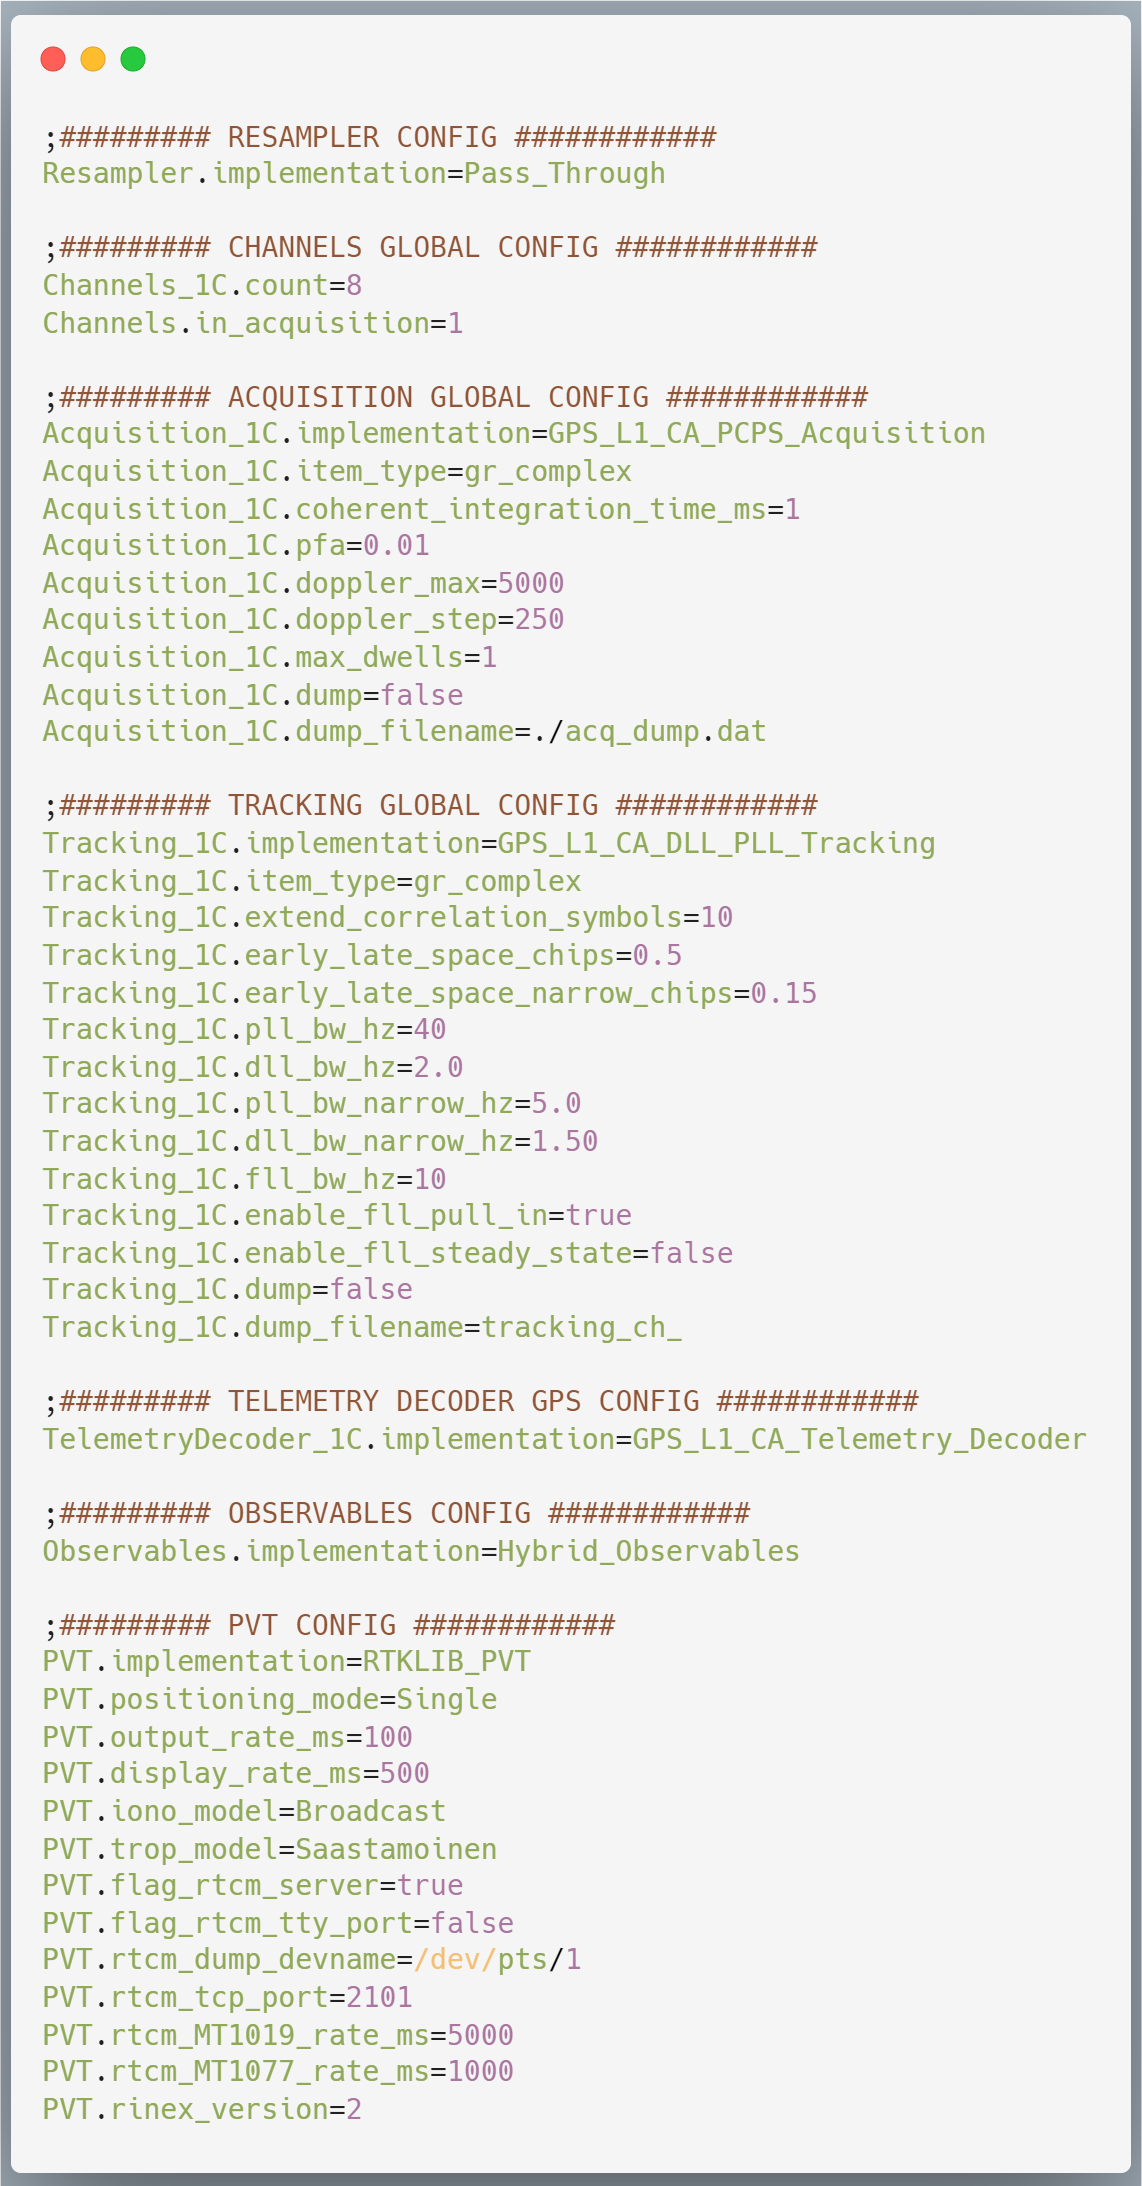 ;######### RESAMPLER CONFIG ############
Resampler.implementation=Pass_Through
;######### CHANNELS GLOBAL CONFIG ############
Channels_1C.count=8
Channels.in_acquisition=1
;######### ACQUISITION GLOBAL CONFIG ############
Acquisition_1C.implementation=GPS_L1_CA_PCPS_Acquisition
Acquisition_1C.item_type=gr_complex
Acquisition_1C.coherent_integration_time_ms=1
Acquisition_1C.pfa=0.01
Acquisition_1C.doppler_max=5000
Acquisition_1C.doppler_step=250
Acquisition_1C.max_dwells=1
Acquisition_1C.dump=false
Acquisition_1C.dump_filename=./acq_dump.dat
;######### TRACKING GLOBAL CONFIG ############
Tracking_1C.implementation=GPS_L1_CA_DLL_PLL_Tracking
Tracking_1C.item_type=gr_complex
Tracking_1C.extend_correlation_symbols=10
Tracking_1C.early_late_space_chips=0.5
Tracking_1C.early_late_space_narrow_chips=0.15
Tracking_1C.pll_bw_hz=40
Tracking_1C.dll_bw_hz=2.0
Tracking_1C.pll_bw_narrow_hz=5.0
Tracking_1C.dll_bw_narrow_hz=1.50
Tracking_1C.fll_bw_hz=10
Tracking_1C.enable_fll_pull_in=true
Tracking_1C.enable_fll_steady_state=false
Tracking_1C.dump=false
Tracking_1C.dump_filename=tracking_ch_
;######### TELEMETRY DECODER GPS CONFIG ############
TelemetryDecoder_1C.implementation=GPS_L1_CA_Telemetry_Decoder
;######### OBSERVABLES CONFIG ############
Observables.implementation=Hybrid_Observables
;######### PVT CONFIG ############
PVT.implementation=RTKLIB_PVT
PVT.positioning_mode=Single
PVT.output_rate_ms=100
PVT.display_rate_ms=500
PVT.iono_model=Broadcast
PVT.trop_model=Saastamoinen
PVT.flag_rtcm_server=true
PVT.flag_rtcm_tty_port=false
PVT.rtcm_dump_devname=/dev/pts/1
PVT.rtcm_tcp_port=2101
PVT.rtcm_MT1019_rate_ms=5000
PVT.rtcm_MT1077_rate_ms=1000
PVT.rinex_version=2